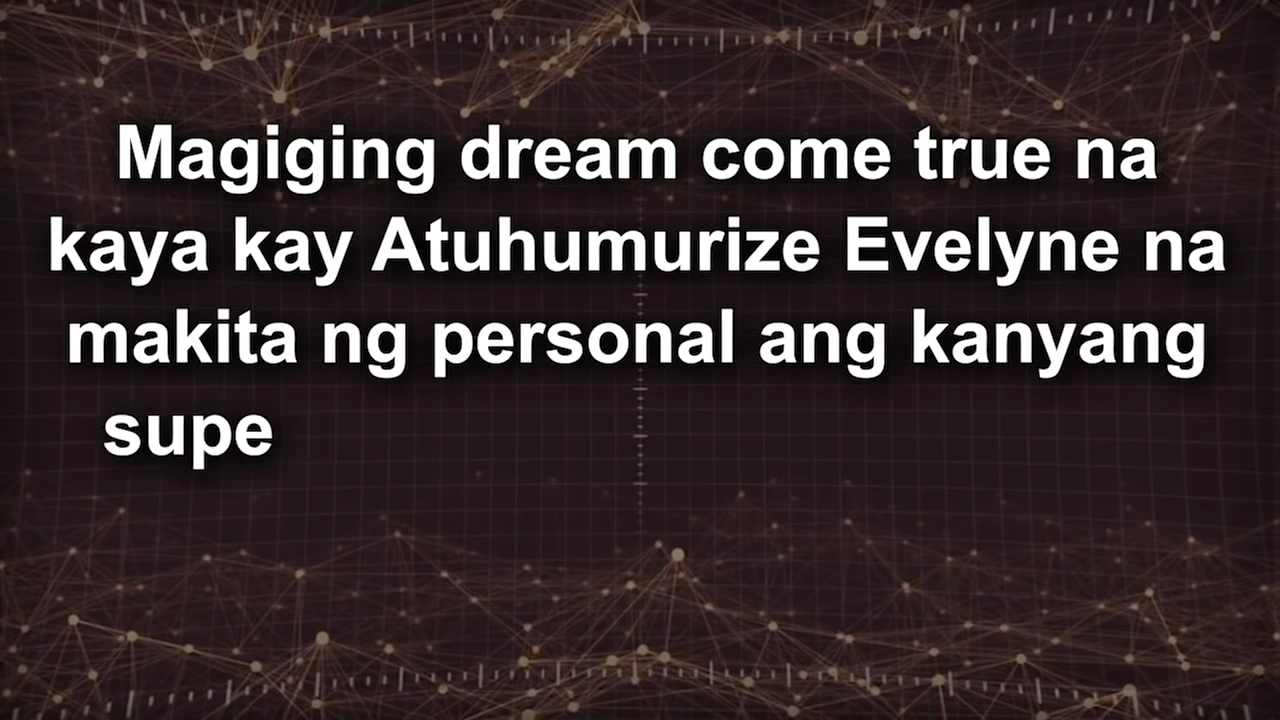 Magiging dream come true na
kaya kay Atuhumurize Evelyne na
makita ng personal ang kanyang
supe